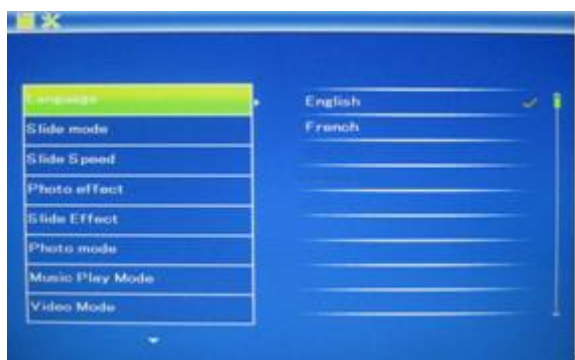 Language
Slide mode
Slide Speed
Photo effect
Slide Effect
Photo mode
Music Play Mode
Video Mode
English
French